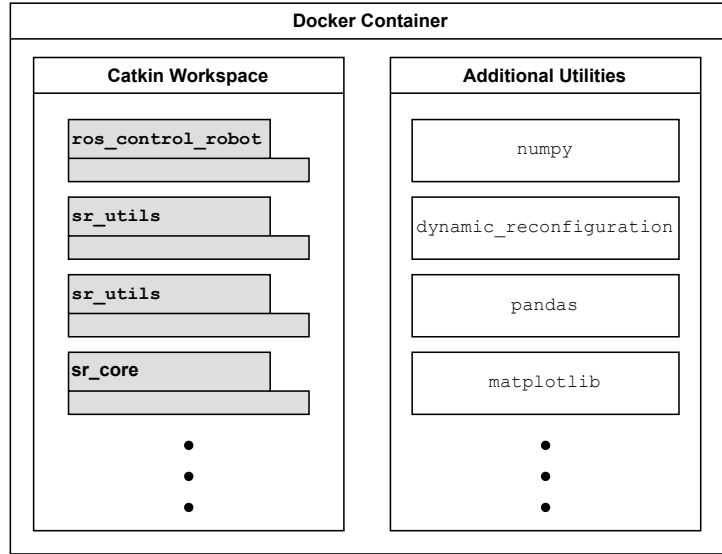 Docker Container
Catkin Workspace
ros_control_robot
sr_utils
sr_utils
sr_core
Additional Utilities
numpy
dynamic_reconfiguration
pandas
matplotlib